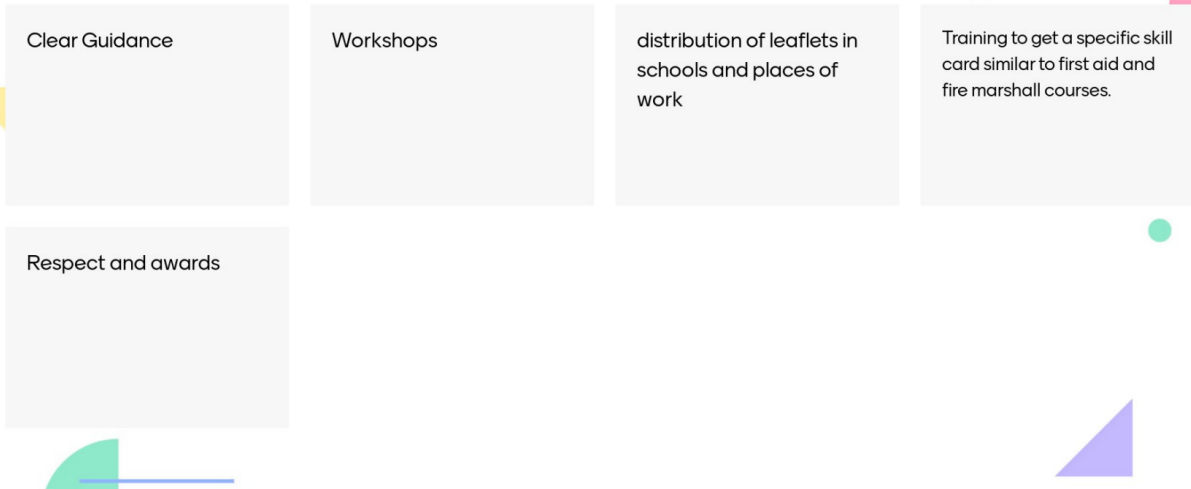 Clear Guidance
Workshops
distribution of leaflets in
schools and places of
work
Training to get a specific skill
card similar to first aid and
fire marshall courses.
Respect and awards